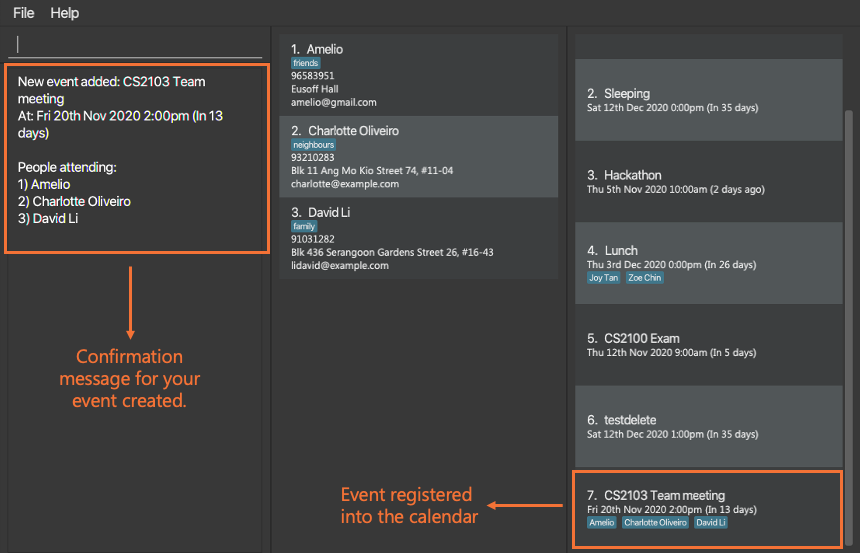 File Help
New event added: CS2103 Team
meeting
At: Fri 20th Nov 2020 2:00pm (In 13
days)
People attending:
1) Amelio
2) Charlotte Oliveiro
3) David Li
Confirmation
message for your
event created.
1. Amelio
friends
96583951
Eusoff Hall
amelio@gmail.com
2. Charlotte Oliveiro
neighbours
93210283
Blk 11 Ang Mo Kio Street 74, #11-04
charlotte@example.com
3. David Li
family
91031282
Blk 436 Serangoon Gardens Street 26, #16-43
lidavid@example.com
Event registered
into the calendar
2. Sleeping
Sat 12th Dec 2020 0:00pm (In 35 days)
3. Hackathon
Thu 5th Nov 2020 10:00am (2 days ago)
4. Lunch
Thu 3rd Dec 2020 0:00pm (In 26 days)
Joy Tan Zoe Chin
5. CS2100 Exam
Thu 12th Nov 2020 9:00am (In 5 days)
6. testdelete
Sat 12th Dec 2020 1:00pm (In 35 days)
7. CS2103 Team meeting
Fri 20th Nov 2020 2:00pm (In 13 days)
Amelio Charlotte Oliveiro David Li